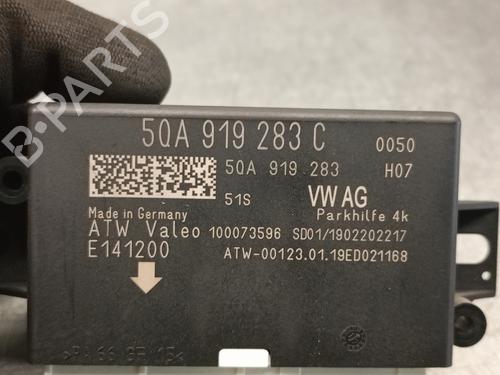 5QA 919 283 C 0050
5QA 919 283 H07
51S VW AG
Made in Germany Parkhilfe 4k
ATW Valeo 100073596 SD01/1902202217
E141200 ATW-00123.01.19ED021168
B-Parts